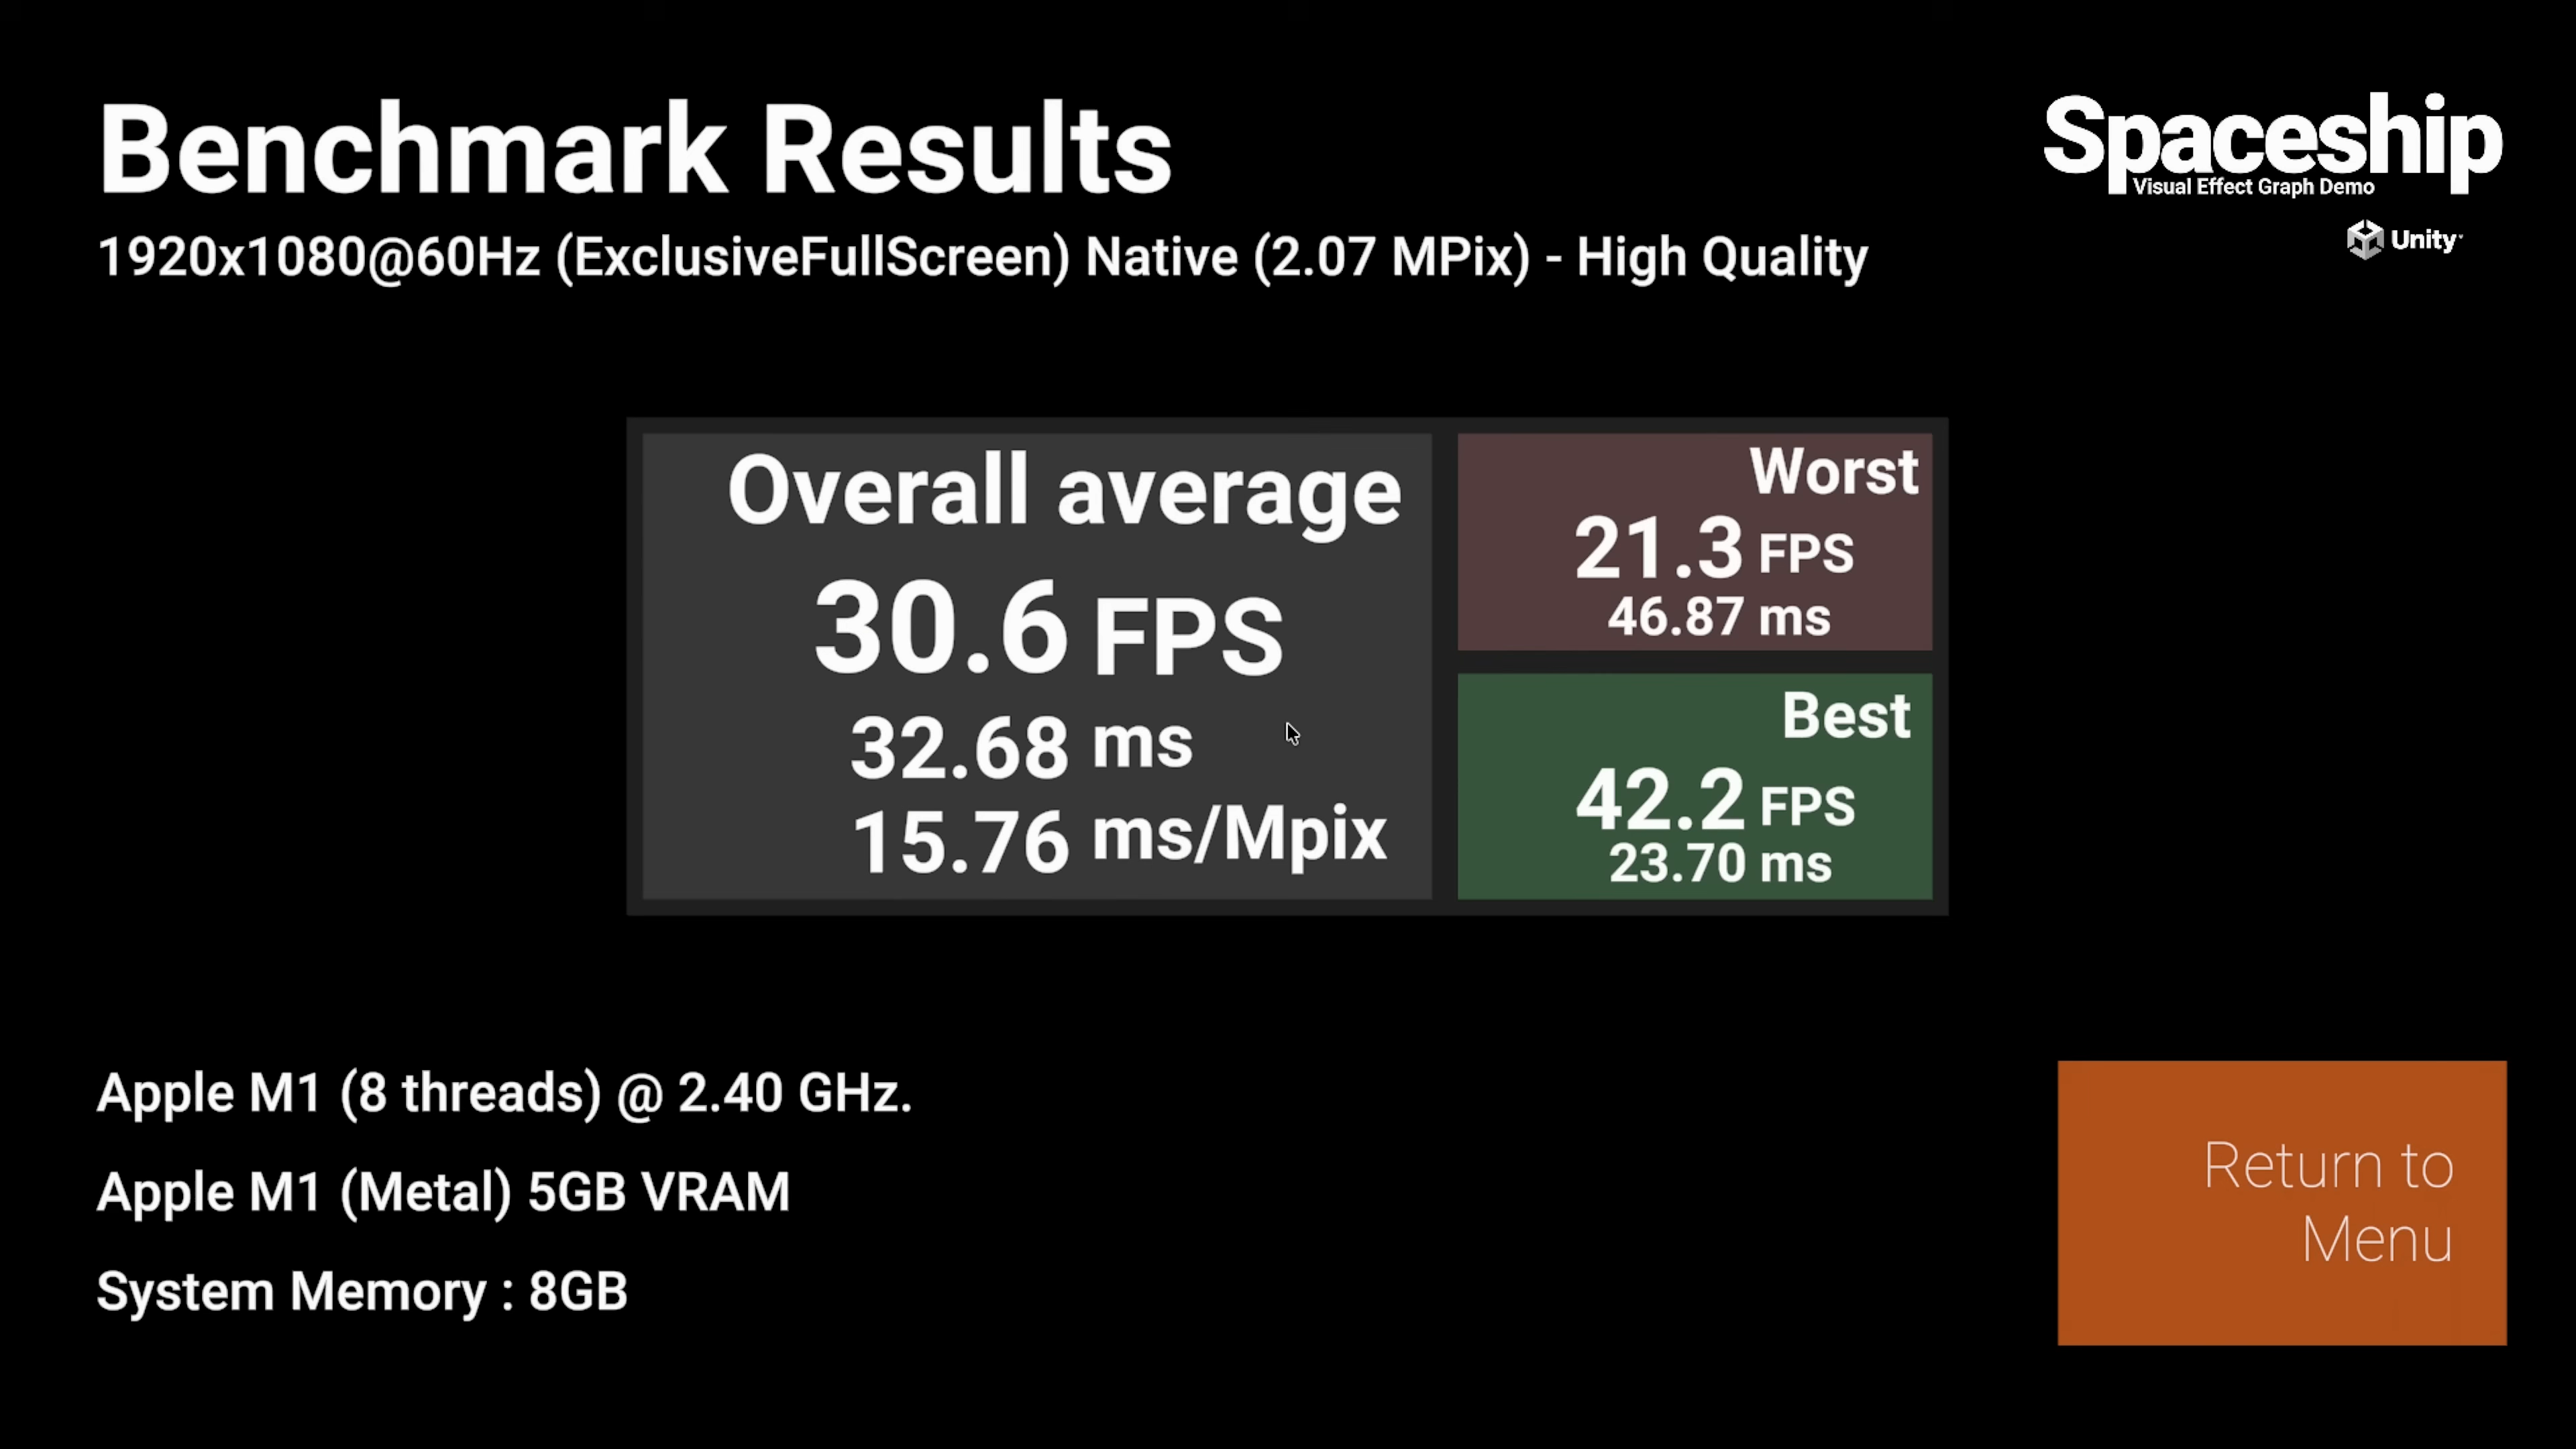 Benchmark Results
1920x1080@60Hz (ExclusiveFullScreen) Native (2.07 MPix) - High Quality
Spaceship
Visual Effect Graph Demo
Unity
Overall average
30.6 FPS
32.68 ms
15.76 ms/Mpix
Worst
21.3 FPS
46.87 ms
Best
42.2 FPS
23.70 ms
Apple M1 (8 threads) @ 2.40 GHz.
Apple M1 (Metal) 5GB VRAM
System Memory : 8GB
Return to
Menu